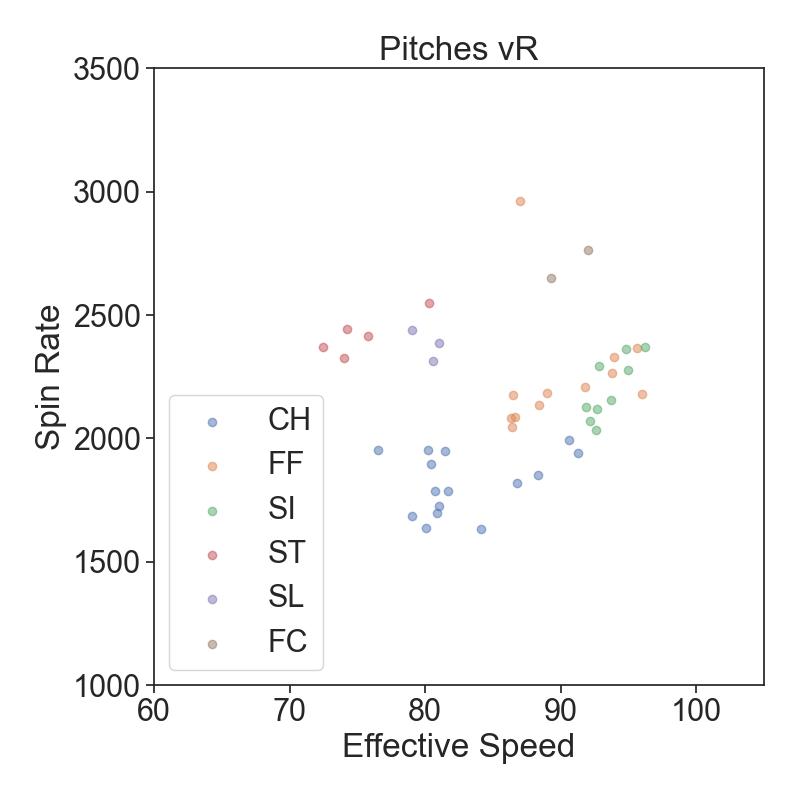 Pitches vR
3500
3000
2500
2000
1500
1000
Spin Rate
CH
FF
SI
ST
SL
FC
60 70 80 90 100
Effective Speed